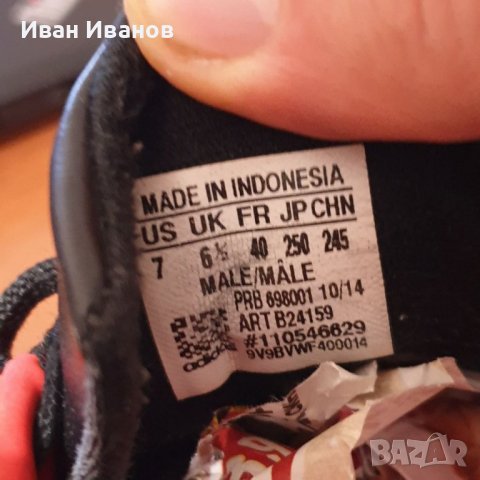 Иван Иванов
MADE IN INDONESIA
US UK FR JP CHN
7 6½ 40 250 245
MALE/MÂLE
PRB 698001 10/14
ART B24159
#110546629
9V9BVWF400014
adidas
BAZAR